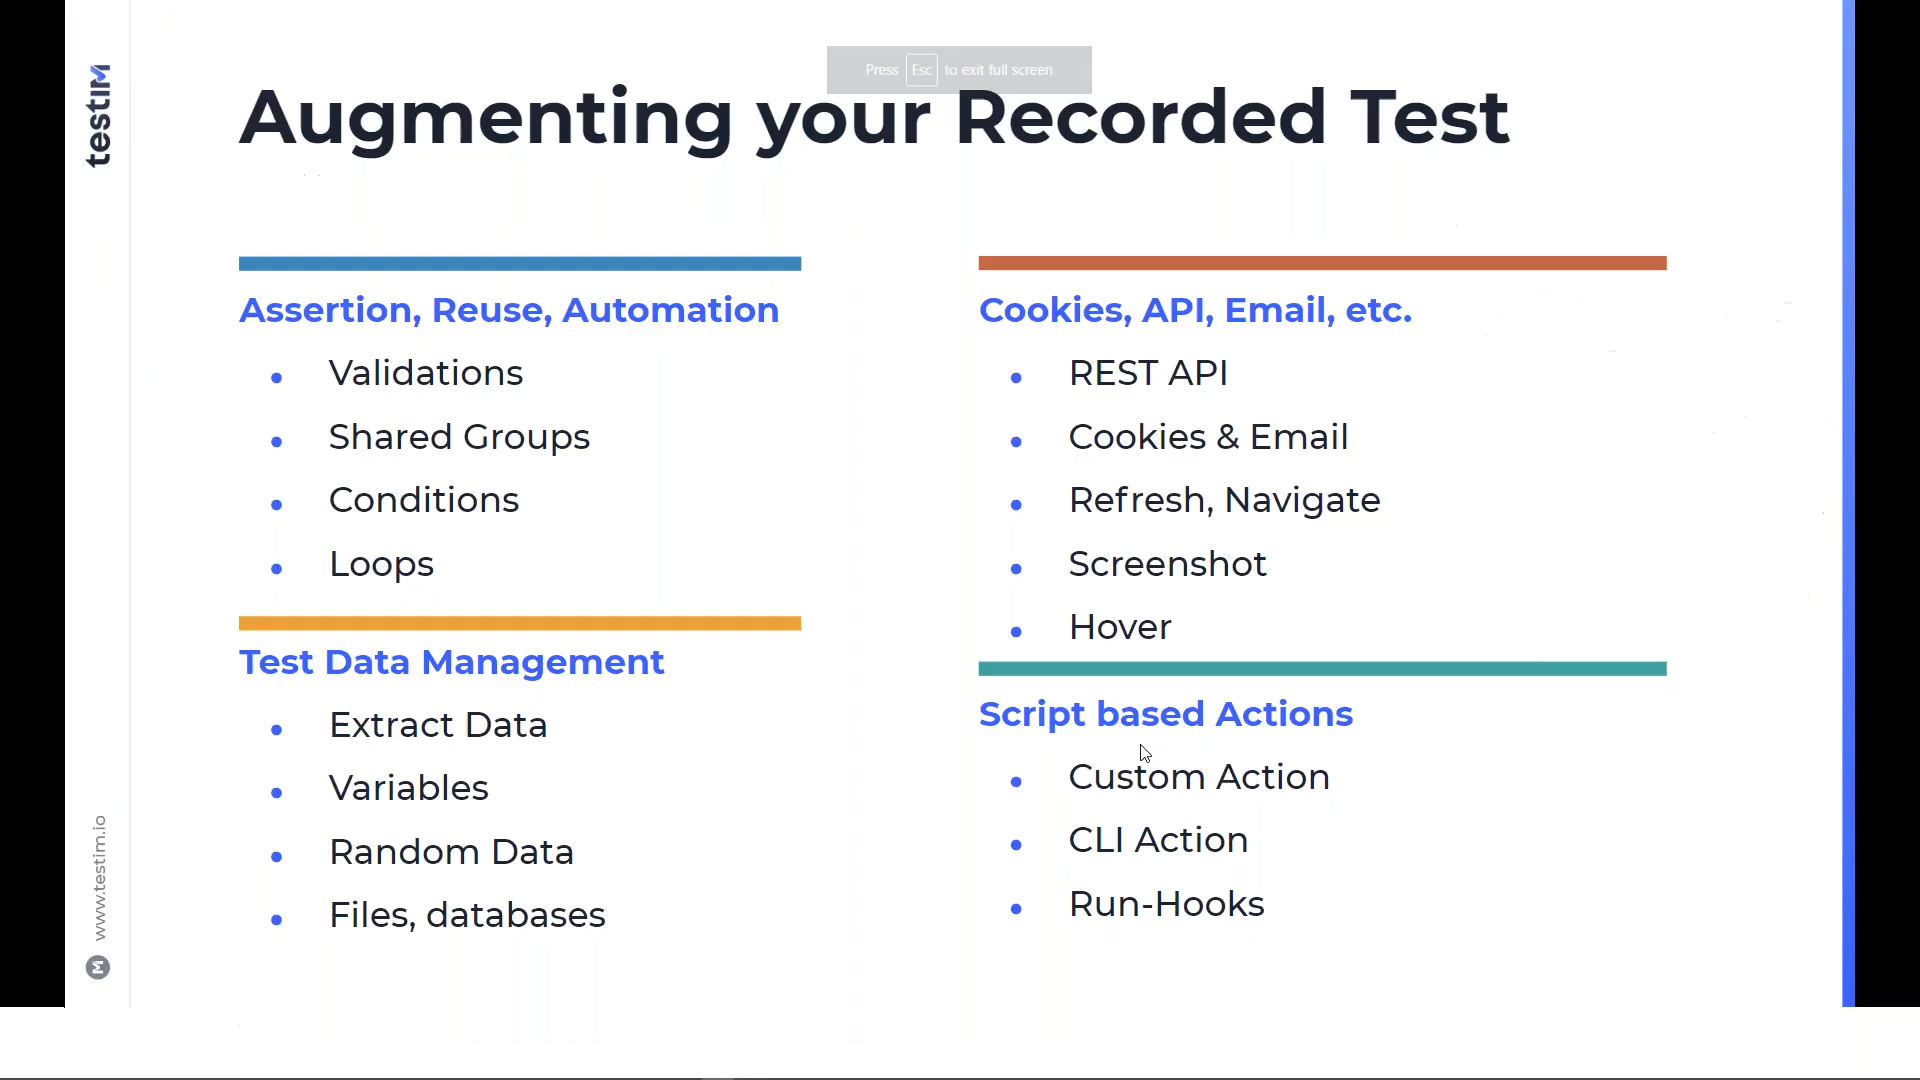 testim
Press Esc to exit full screen
Augmenting your Recorded Test
Assertion, Reuse, Automation
Validations
Shared Groups
Conditions
Loops
Test Data Management
Extract Data
Variables
Random Data
Files, databases
Cookies, API, Email, etc.
REST API
Cookies & Email
Refresh, Navigate
Screenshot
Hover
Script based Actions
Custom Action
CLI Action
Run-Hooks
www.testim.io
M